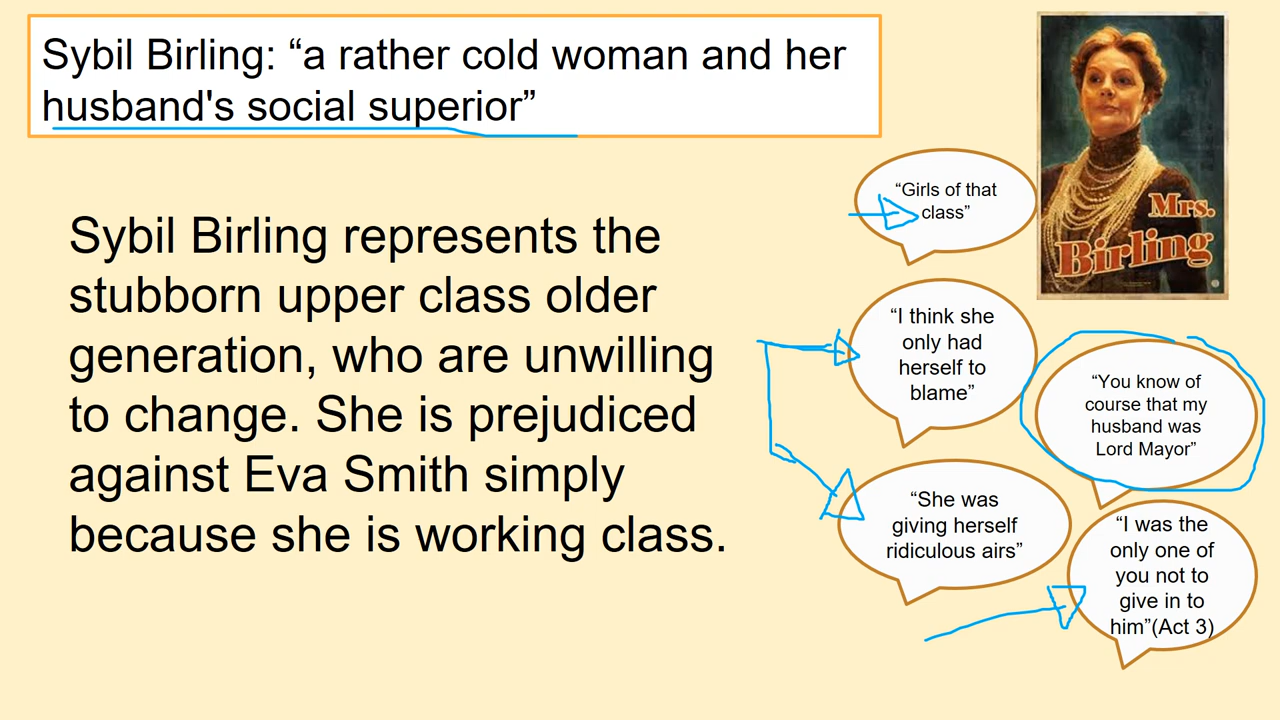 Sybil Birling: “a rather cold woman and her
husband's social superior”
Sybil Birling represents the
stubborn upper class older
generation, who are unwilling
to change. She is prejudiced
against Eva Smith simply
because she is working class.
“Girls of that
class”
Mrs.
Birling
“I think she
only had
herself to
blame”
“You know of
course that my
husband was
Lord Mayor”
“She was
giving herself
ridiculous airs”
“I was the
only one of
you not to
give in to
him”(Act 3)